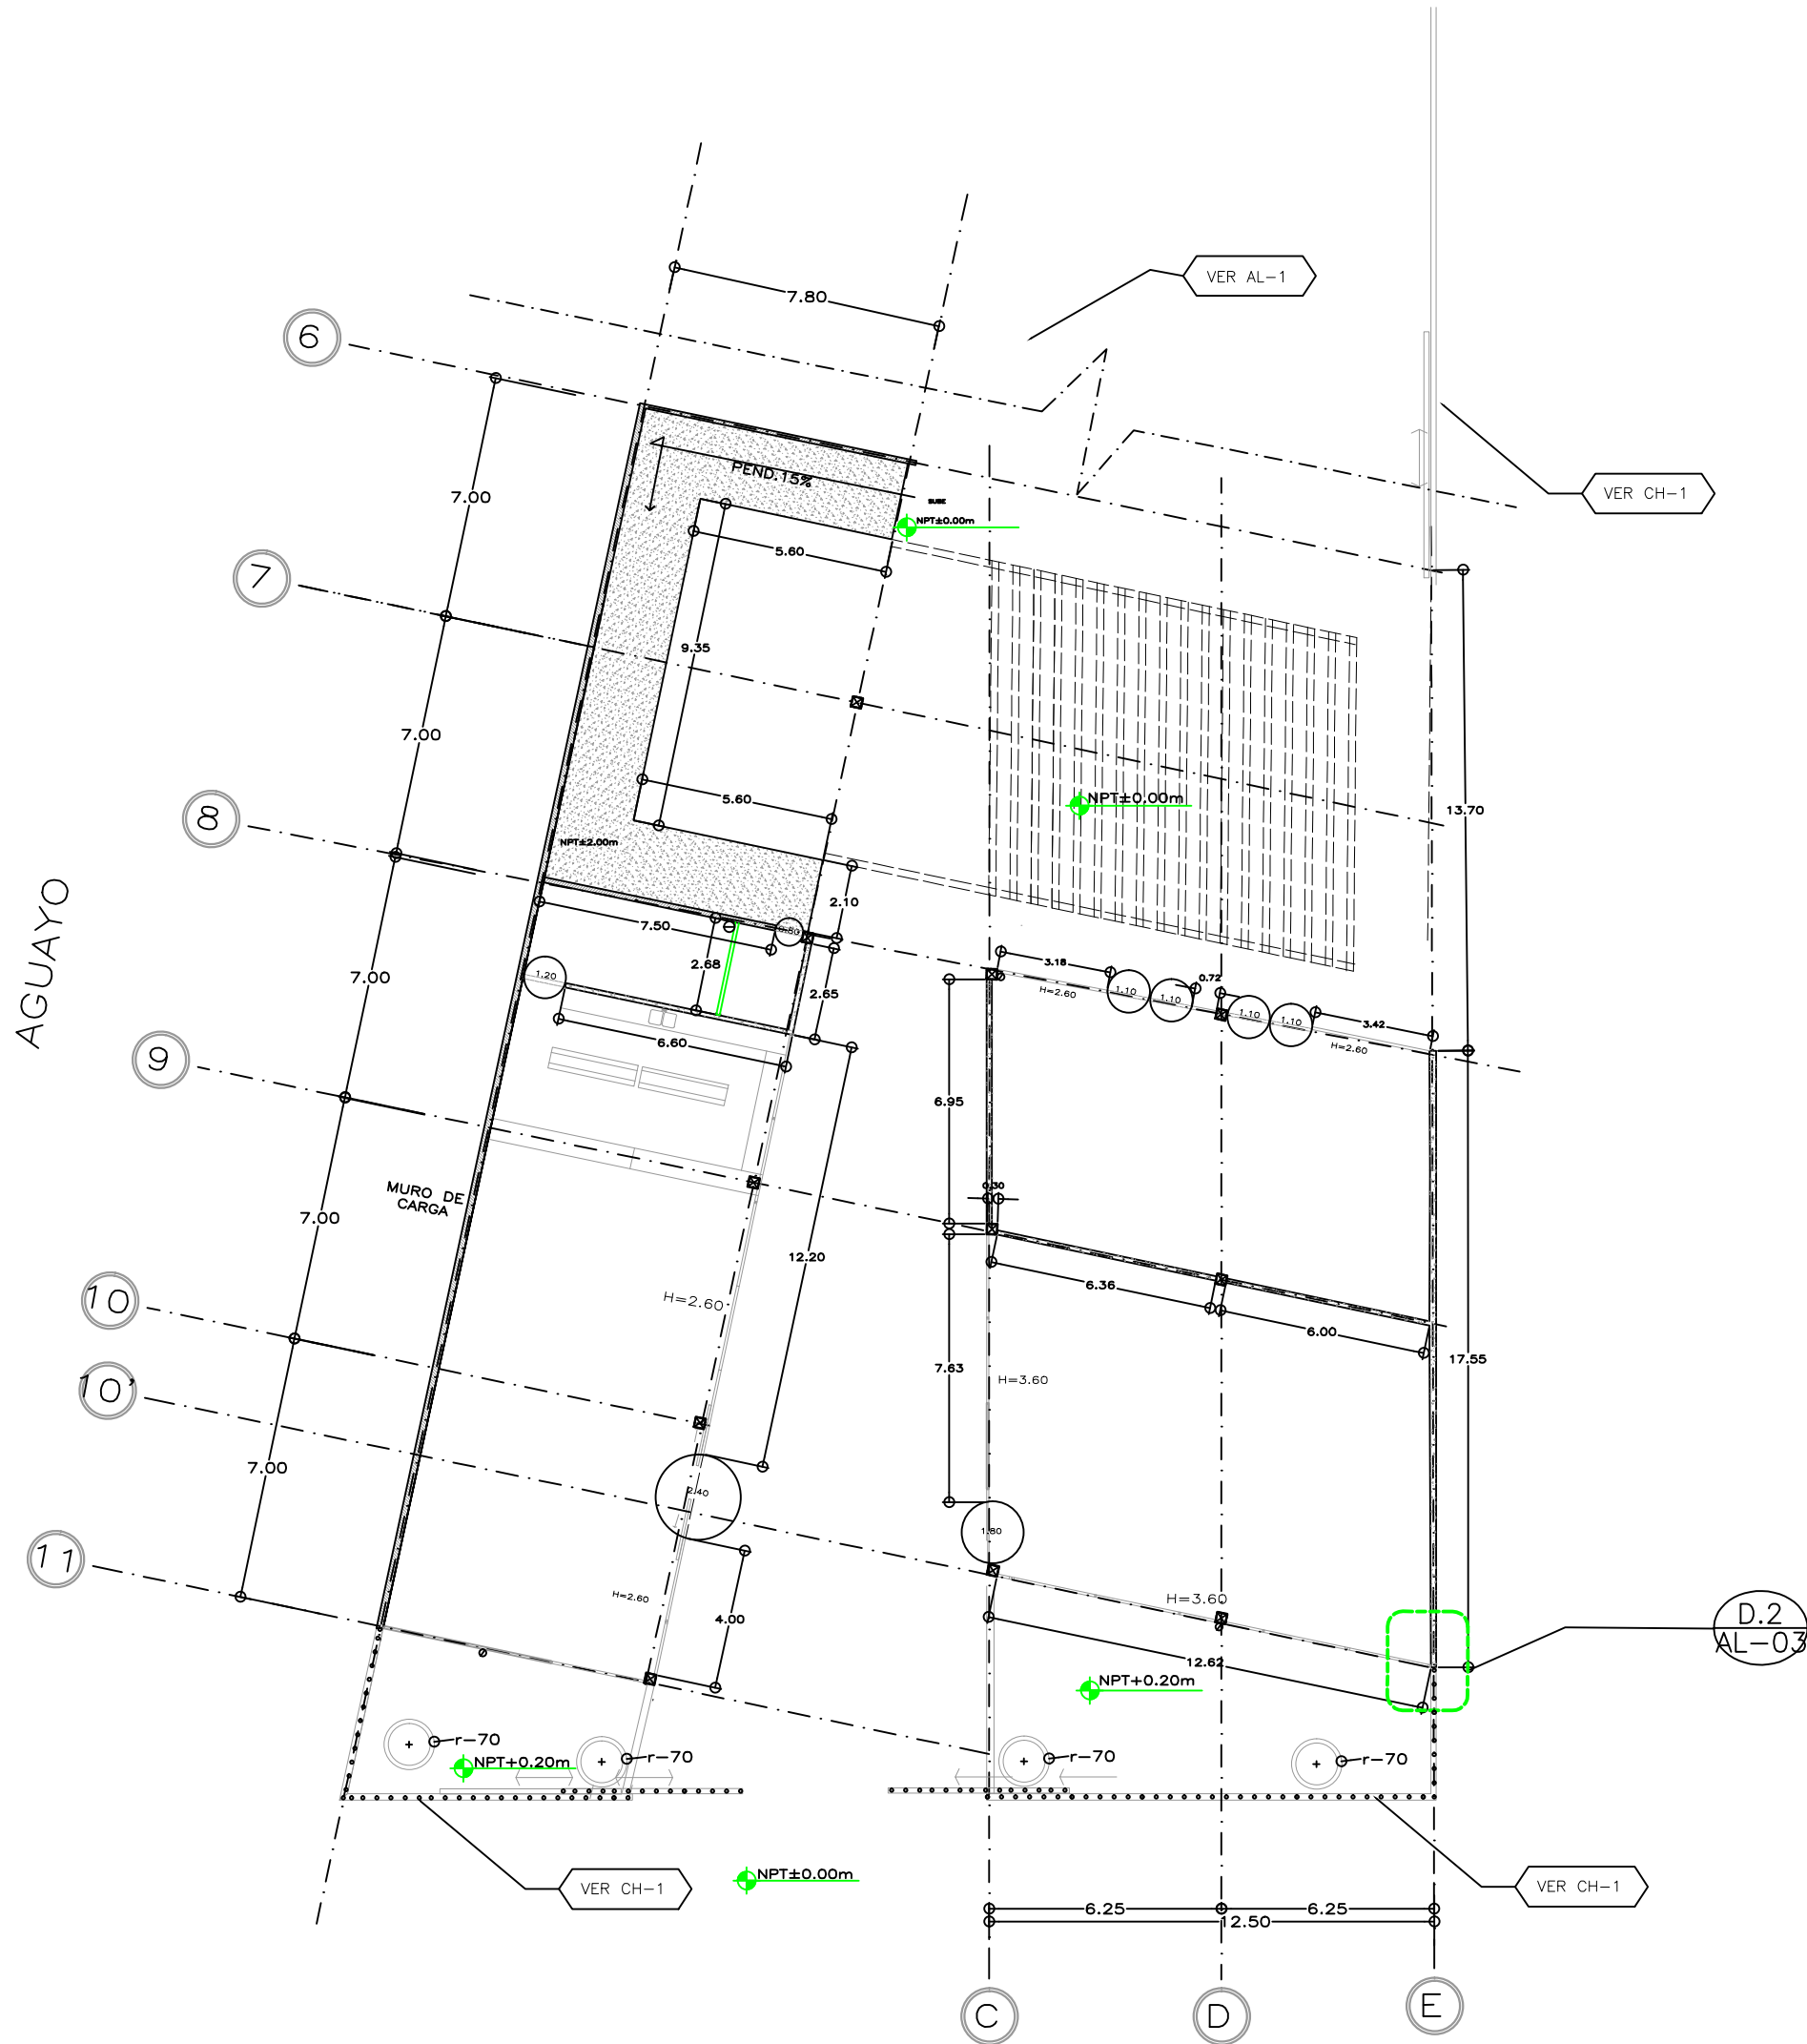 VER AL-1
7.80
6
VER CH-1
7.00
PEND.15%
SUBE
NPT±0.00m
5.60
7
9.35
7.00
5.60
NPT±0.00m
13.70
8
NPT±2.00m
2.10
7.50
0.80
AGUAYO
2.68
1.20
7.00
2.65
3.18
0.72
H=2.60
1.10
1.10
1.10
1.10
3.42
H=2.60
6.60
9
6.95
MURO DE
CARGA
0.30
7.00
12.20
6.36
10
H=2.60
6.00
7.63
H=3.60
17.55
10'
7.00
2.40
1.80
11
H=2.60
4.00
H=3.60
D.2
AL-03
12.62
NPT+0.20m
r-70
r-70
r-70
r-70
NPT+0.20m
VER CH-1
NPT±0.00m
VER CH-1
6.25
6.25
12.50
C
D
E